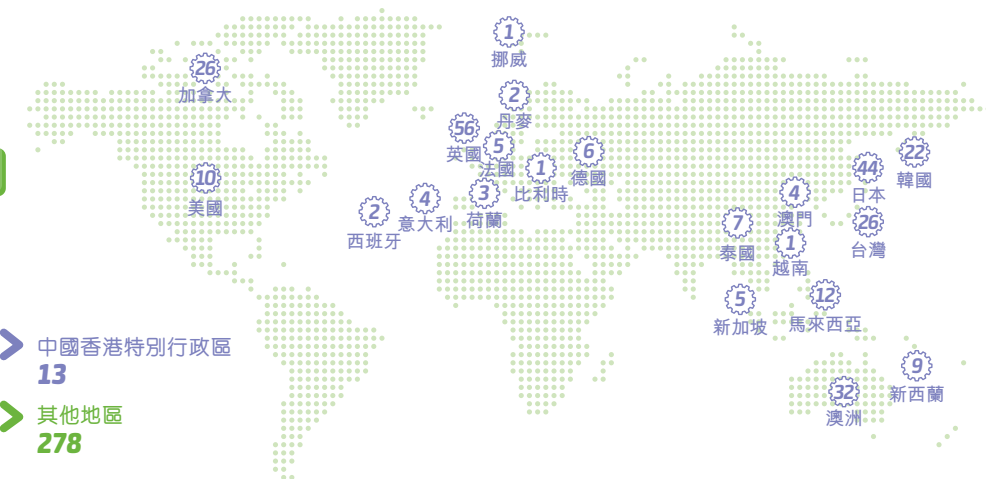 1
挪威
26
加拿大
2
丹麥
56
英國
5
法國
6
德國
1
比利時
22
韓國
44
日本
10
美國
3
荷蘭
4
澳門
4
意大利
2
西班牙
26
台灣
7
泰國
1
越南
5
新加坡
12
馬來西亞
中國香港特別行政區
13
9
新西蘭
32
澳洲
其他地區
278